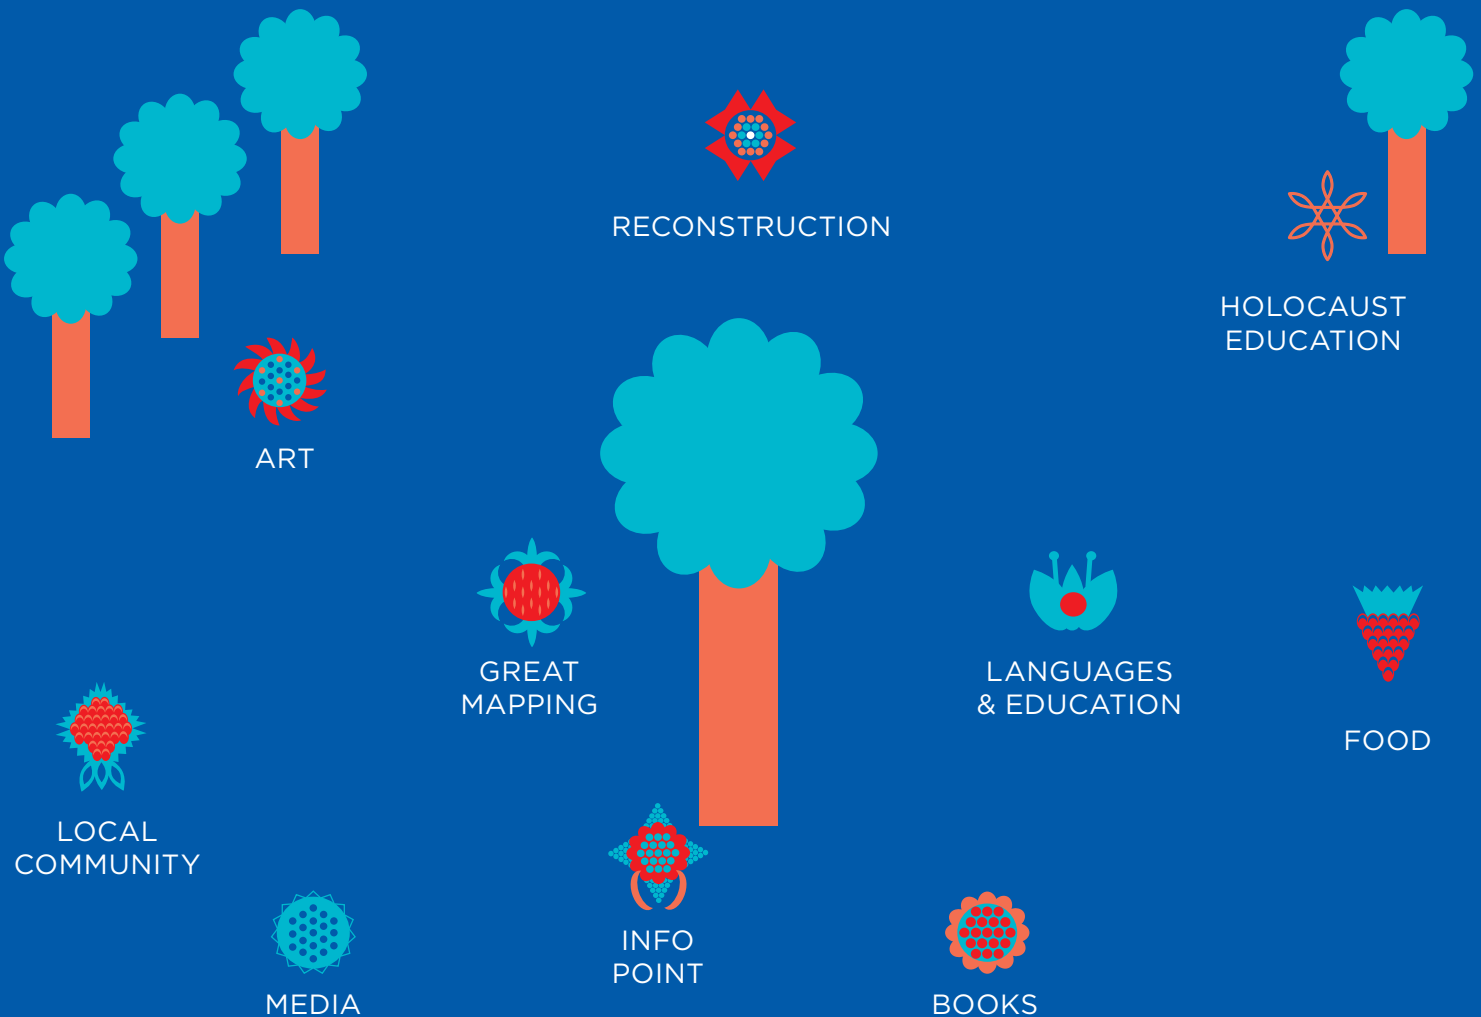 RECONSTRUCTION
HOLOCAUST
EDUCATION
ART
GREAT
MAPPING
LANGUAGES
& EDUCATION
FOOD
LOCAL
COMMUNITY
INFO
POINT
MEDIA
BOOKS